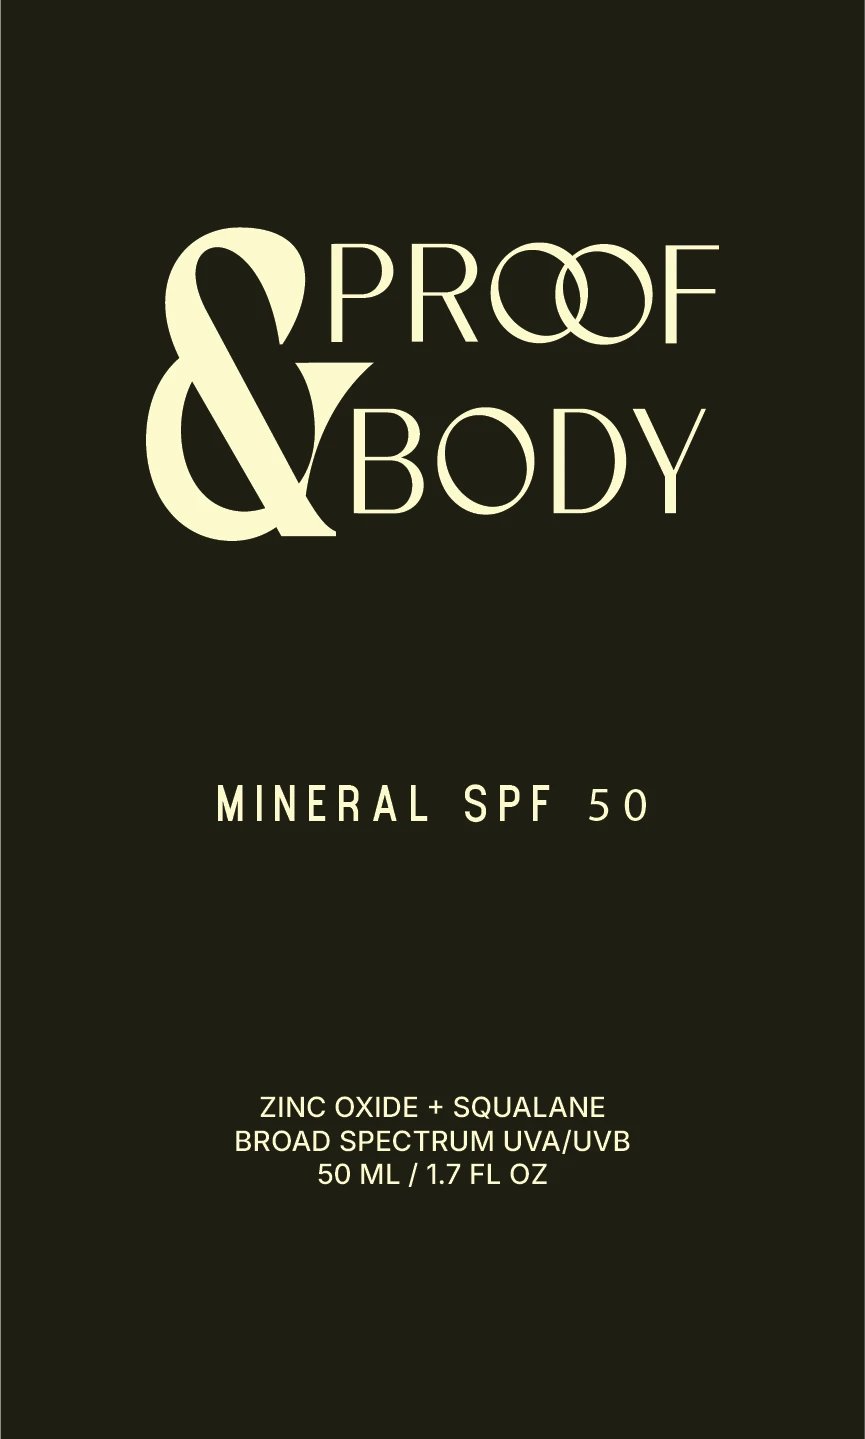 & PROOF
BODY
MINERAL SPF 50
ZINC OXIDE + SQUALANE
BROAD SPECTRUM UVA/UVB
50 ML / 1.7 FL OZ